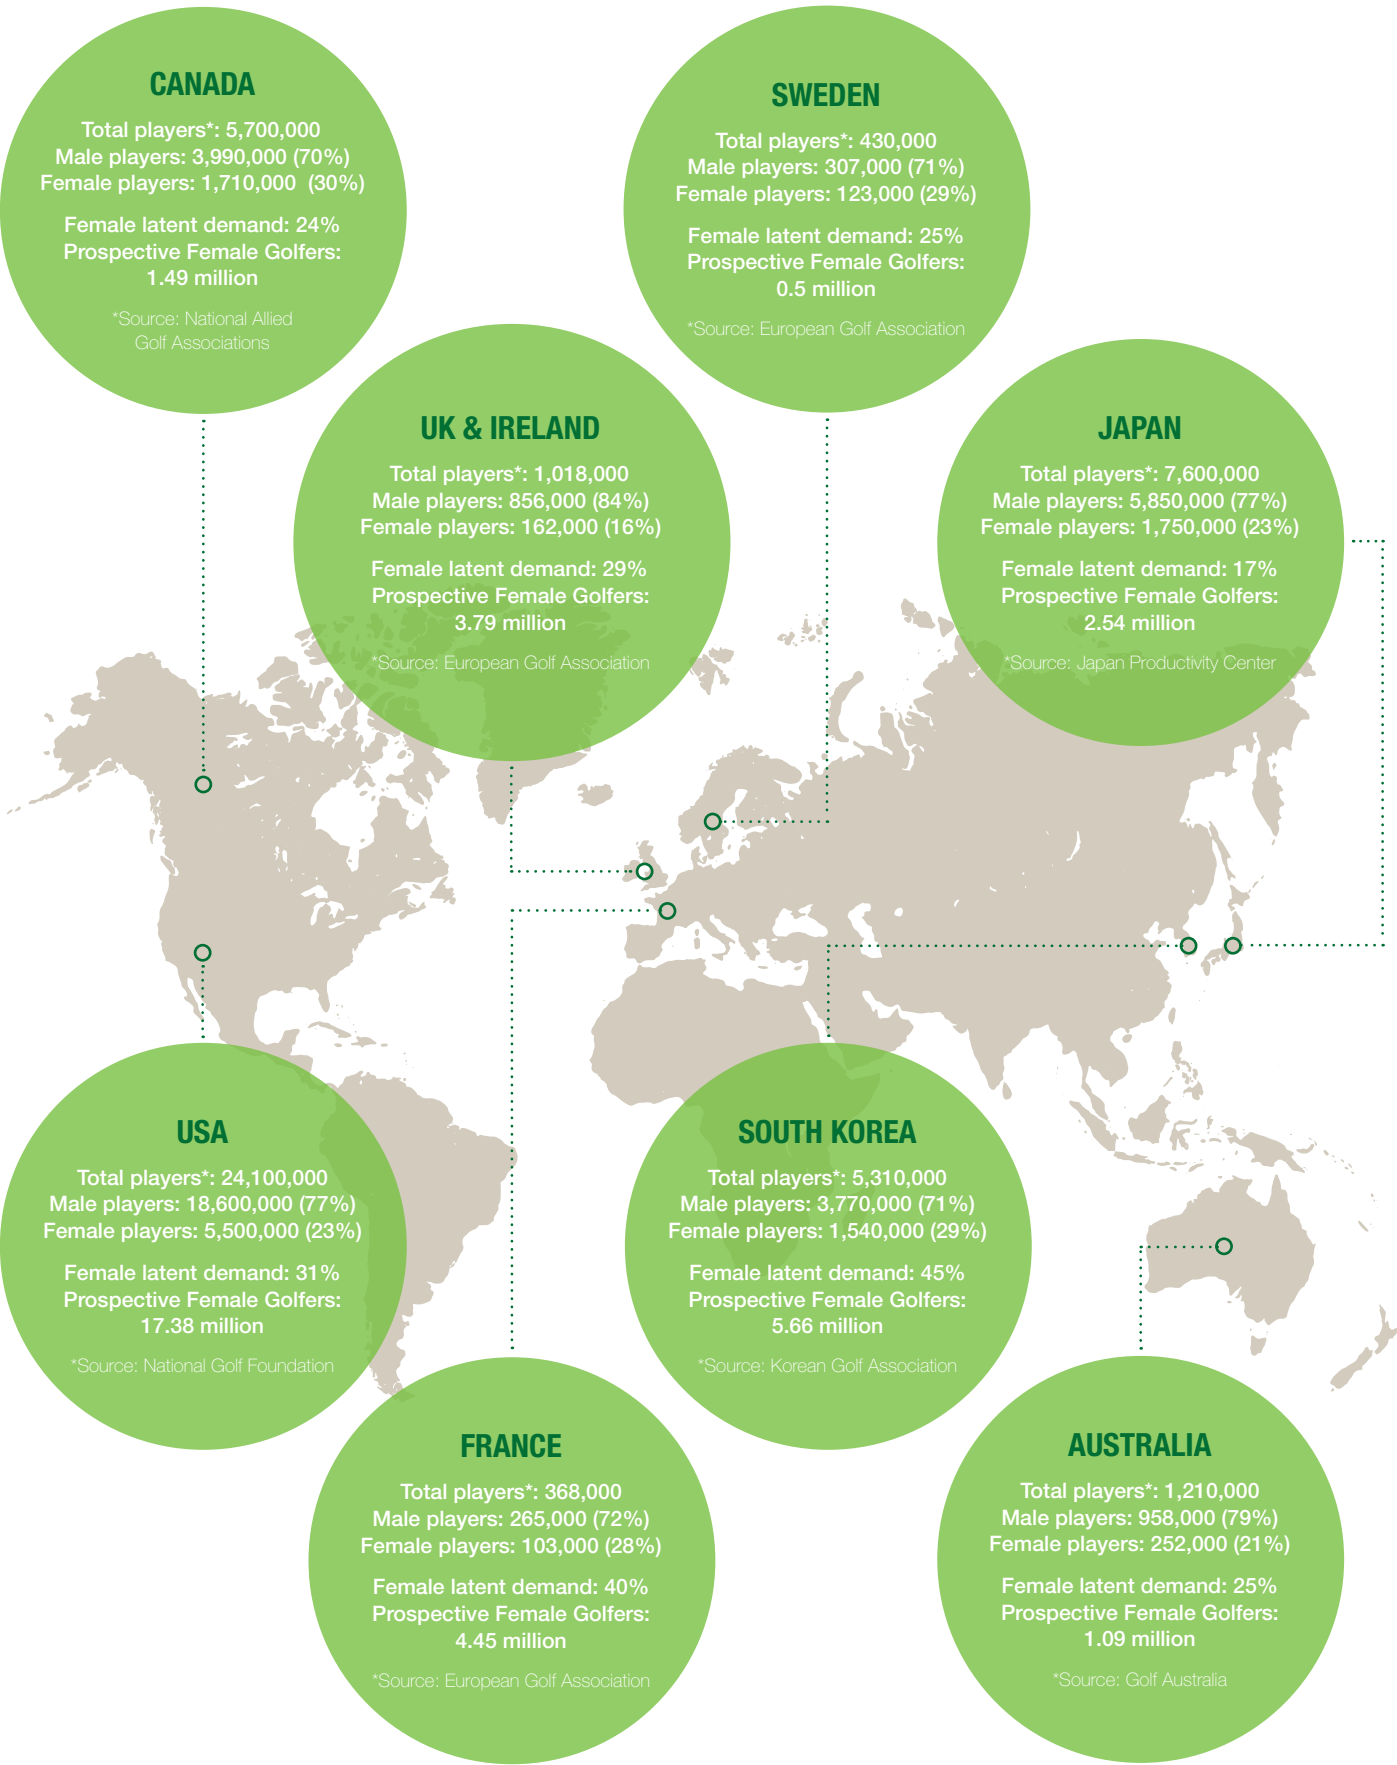 CANADA
Total players*: 5,700,000
Male players: 3,990,000 (70%)
Female players: 1,710,000 (30%)
Female latent demand: 24%
Prospective Female Golfers:
1.49 million
*Source: National Allied
Golf Associations
SWEDEN
Total players*: 430,000
Male players: 307,000 (71%)
Female players: 123,000 (29%)
Female latent demand: 25%
Prospective Female Golfers:
0.5 million
*Source: European Golf Association
UK & IRELAND
Total players*: 1,018,000
Male players: 856,000 (84%)
Female players: 162,000 (16%)
Female latent demand: 29%
Prospective Female Golfers:
3.79 million
*Source: European Golf Association
JAPAN
Total players*: 7,600,000
Male players: 5,850,000 (77%)
Female players: 1,750,000 (23%)
Female latent demand: 17%
Prospective Female Golfers:
2.54 million
*Source: Japan Productivity Center
USA
Total players*: 24,100,000
Male players: 18,600,000 (77%)
Female players: 5,500,000 (23%)
Female latent demand: 31%
Prospective Female Golfers:
17.38 million
*Source: National Golf Foundation
SOUTH KOREA
Total players*: 5,310,000
Male players: 3,770,000 (71%)
Female players: 1,540,000 (29%)
Female latent demand: 45%
Prospective Female Golfers:
5.66 million
*Source: Korean Golf Association
FRANCE
Total players*: 368,000
Male players: 265,000 (72%)
Female players: 103,000 (28%)
Female latent demand: 40%
Prospective Female Golfers:
4.45 million
*Source: European Golf Association
AUSTRALIA
Total players*: 1,210,000
Male players: 958,000 (79%)
Female players: 252,000 (21%)
Female latent demand: 25%
Prospective Female Golfers:
1.09 million
*Source: Golf Australia